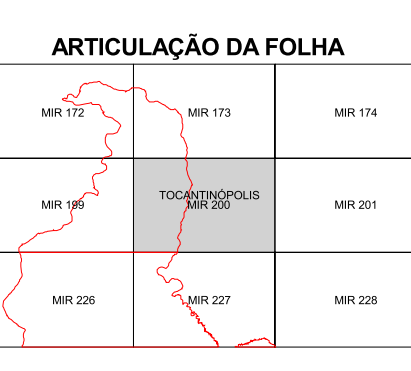 ARTICULAÇÃO DA FOLHA
MIR 172 MIR 173 MIR 174
TOCANTINÓPOLIS
MIR 199 MIR 200 MIR 201
MIR 226 MIR 227 MIR 228